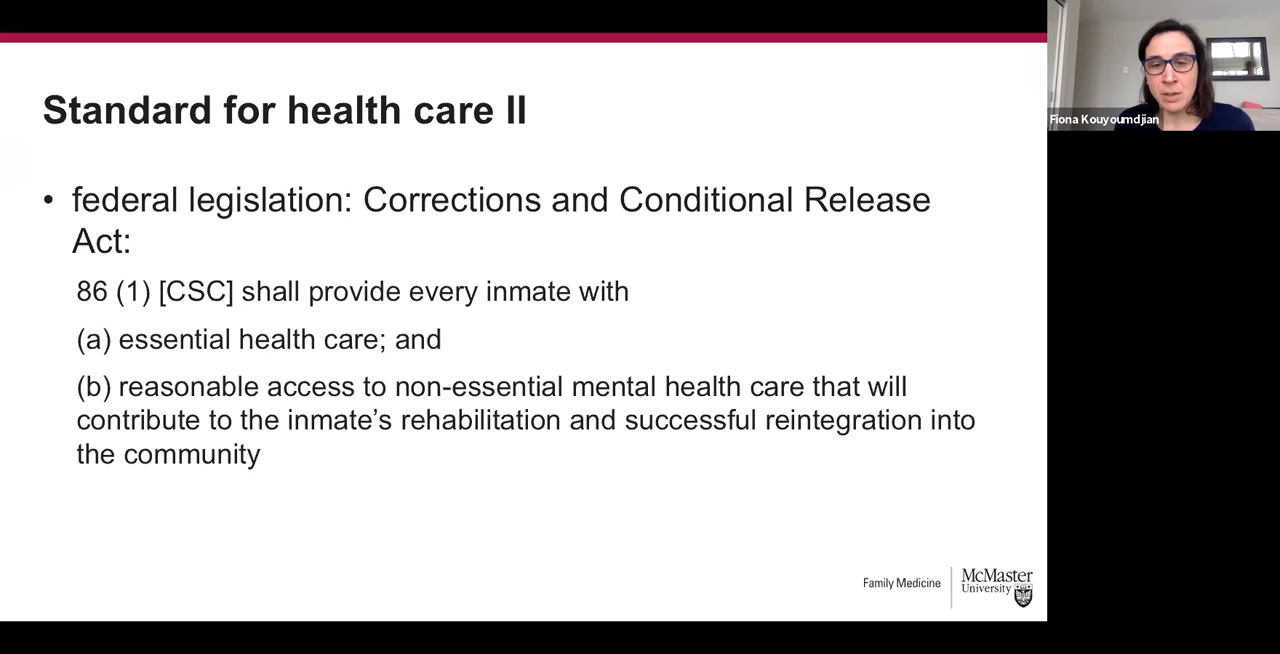 Standard for health care II
• federal legislation: Corrections and Conditional Release
Act:
86 (1) [CSC] shall provide every inmate with
(a) essential health care; and
(b) reasonable access to non-essential mental health care that will
contribute to the inmate’s rehabilitation and successful reintegration into
the community
Family Medicine
McMaster
University
Fiona Kouyoumdjian